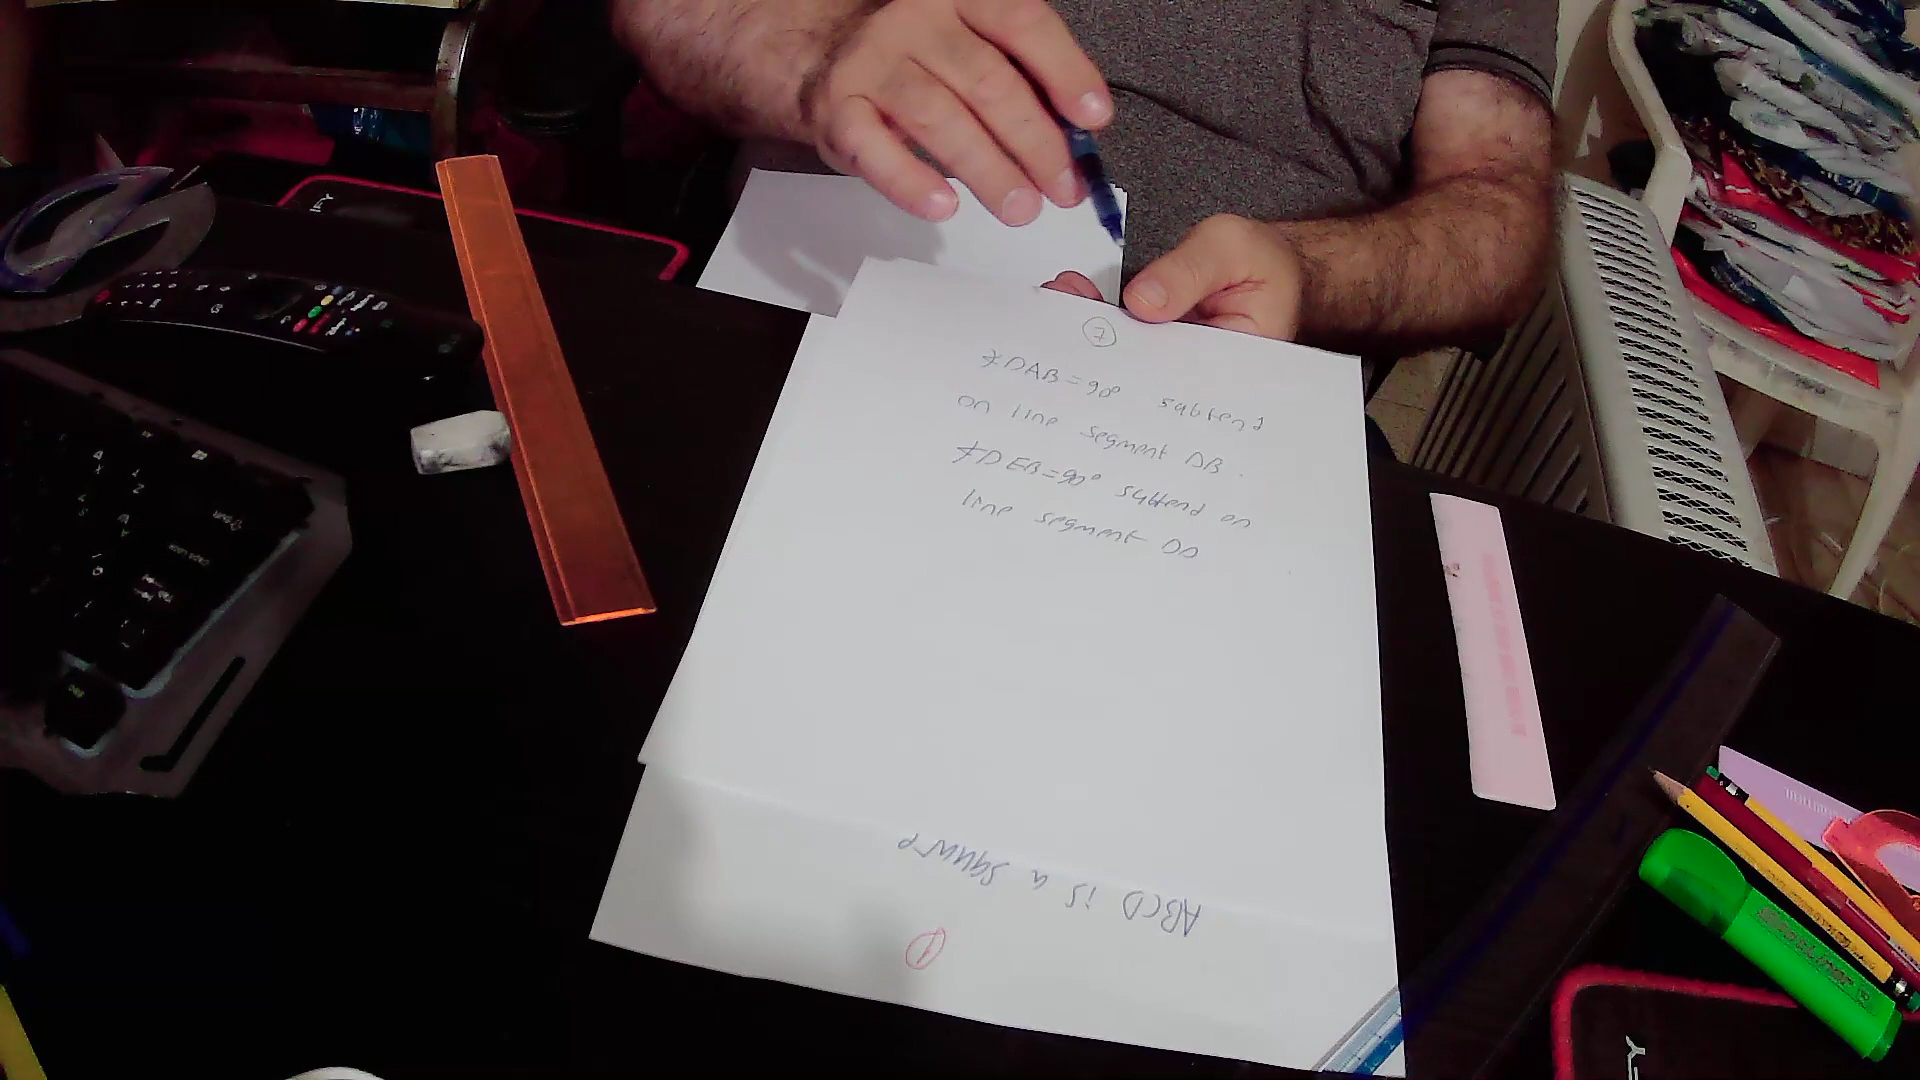 7
∡DAB=90° subtend
on line segment DB.
∡DEB=90° subtend on
line segment DB
ABCD is a square
1